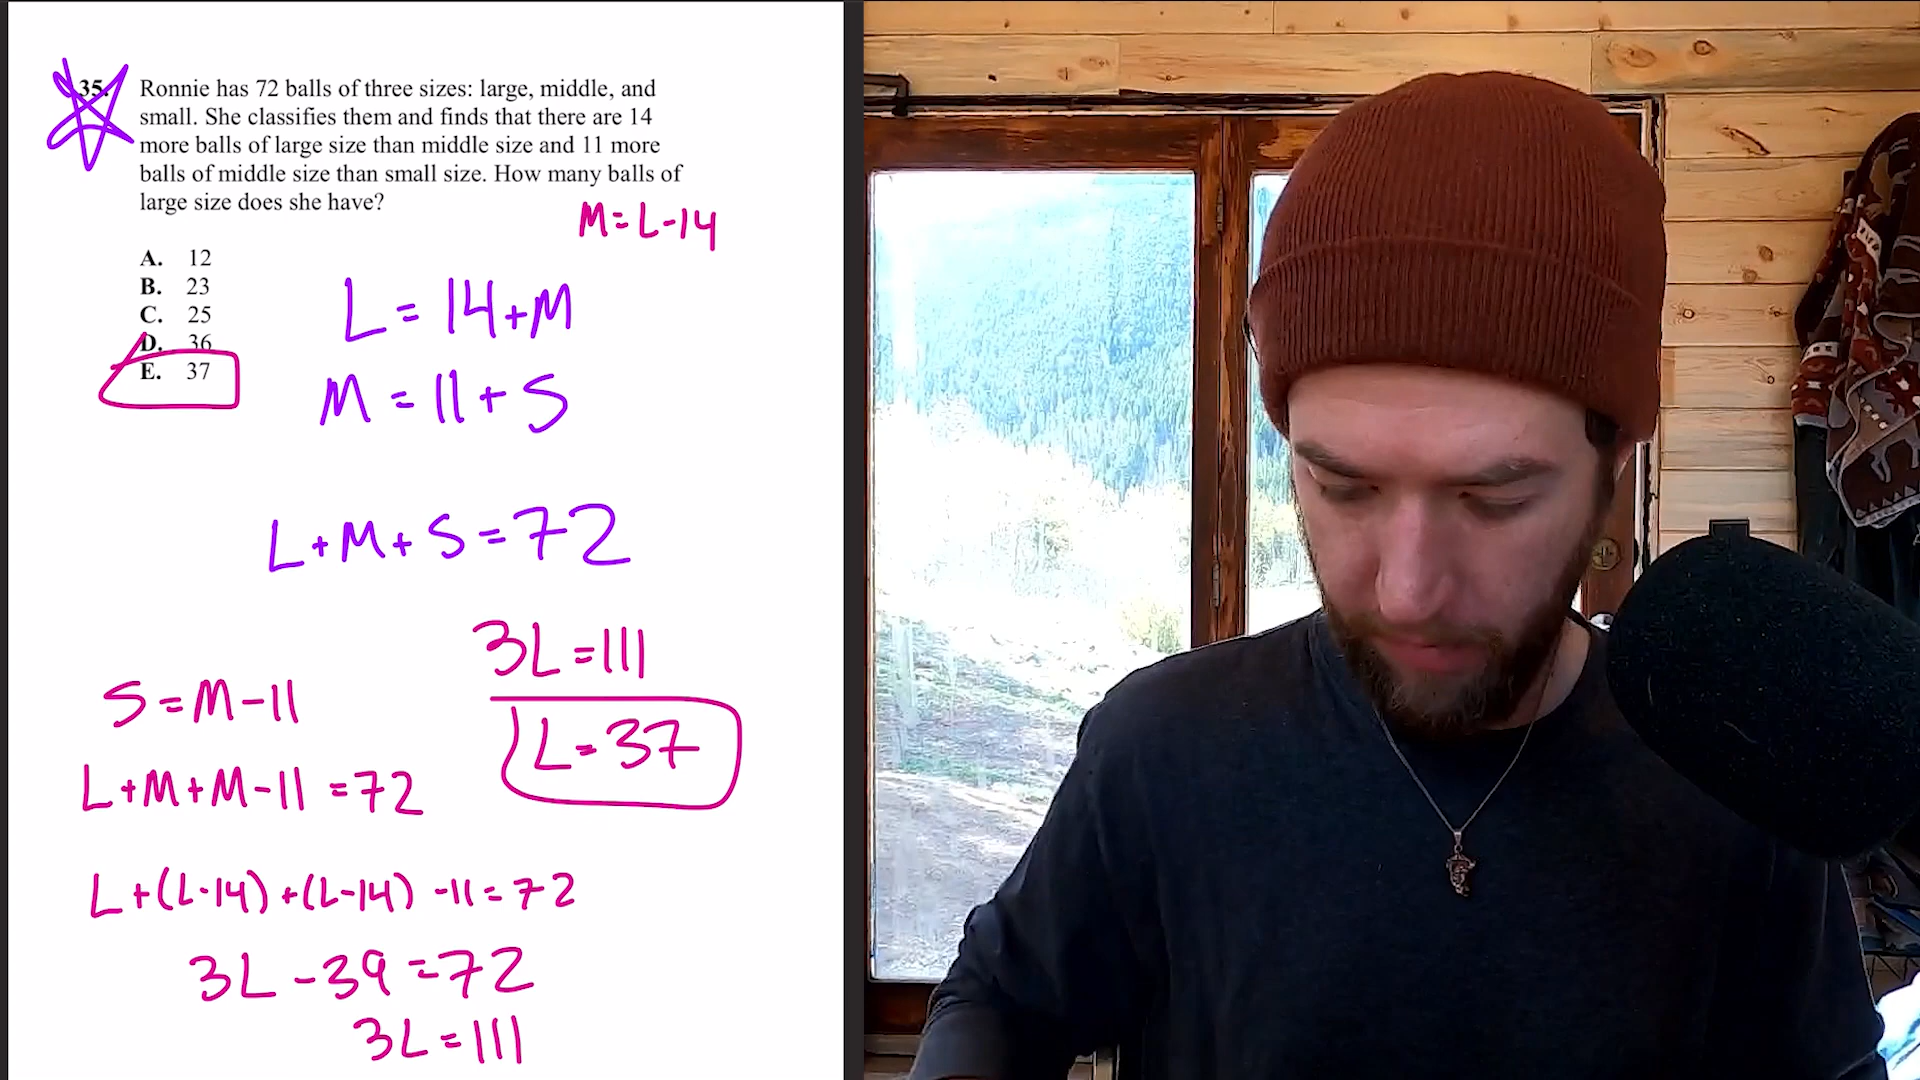 35. Ronnie has 72 balls of three sizes: large, middle, and
small. She classifies them and finds that there are 14
more balls of large size than middle size and 11 more
balls of middle size than small size. How many balls of
large size does she have?
M=L-14
A. 12
B. 23
C. 25
D. 36
E. 37
L=14+M
M=11+S
L+M+S=72
3L=111
L=37
S=M-11
L+M+M-11=72
L+(L-14)+(L-14)-11=72
3L-39=72
3L=111